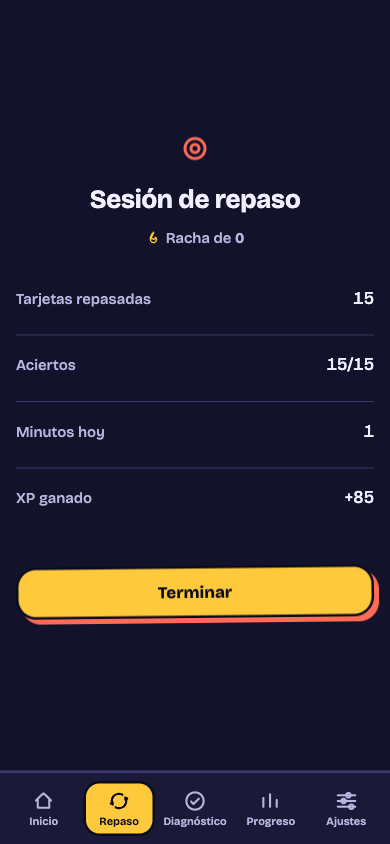 Sesión de repaso
Racha de 0
Tarjetas repasadas 15
Aciertos 15/15
Minutos hoy 1
XP ganado +85
Terminar
Inicio Repaso Diagnóstico Progreso Ajustes